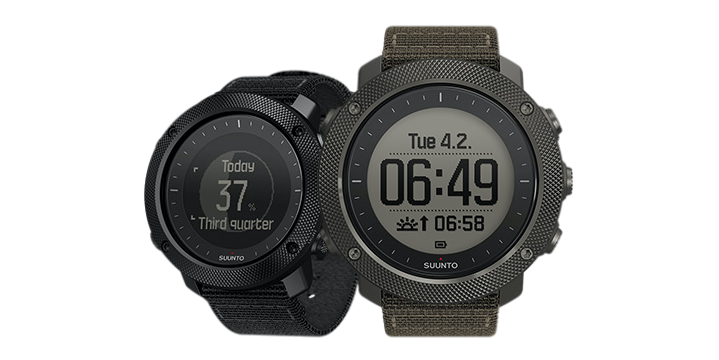 Today
37 %
Third quarter
SUUNTO
Tue 4.2.
06:49
06:58
SUUNTO